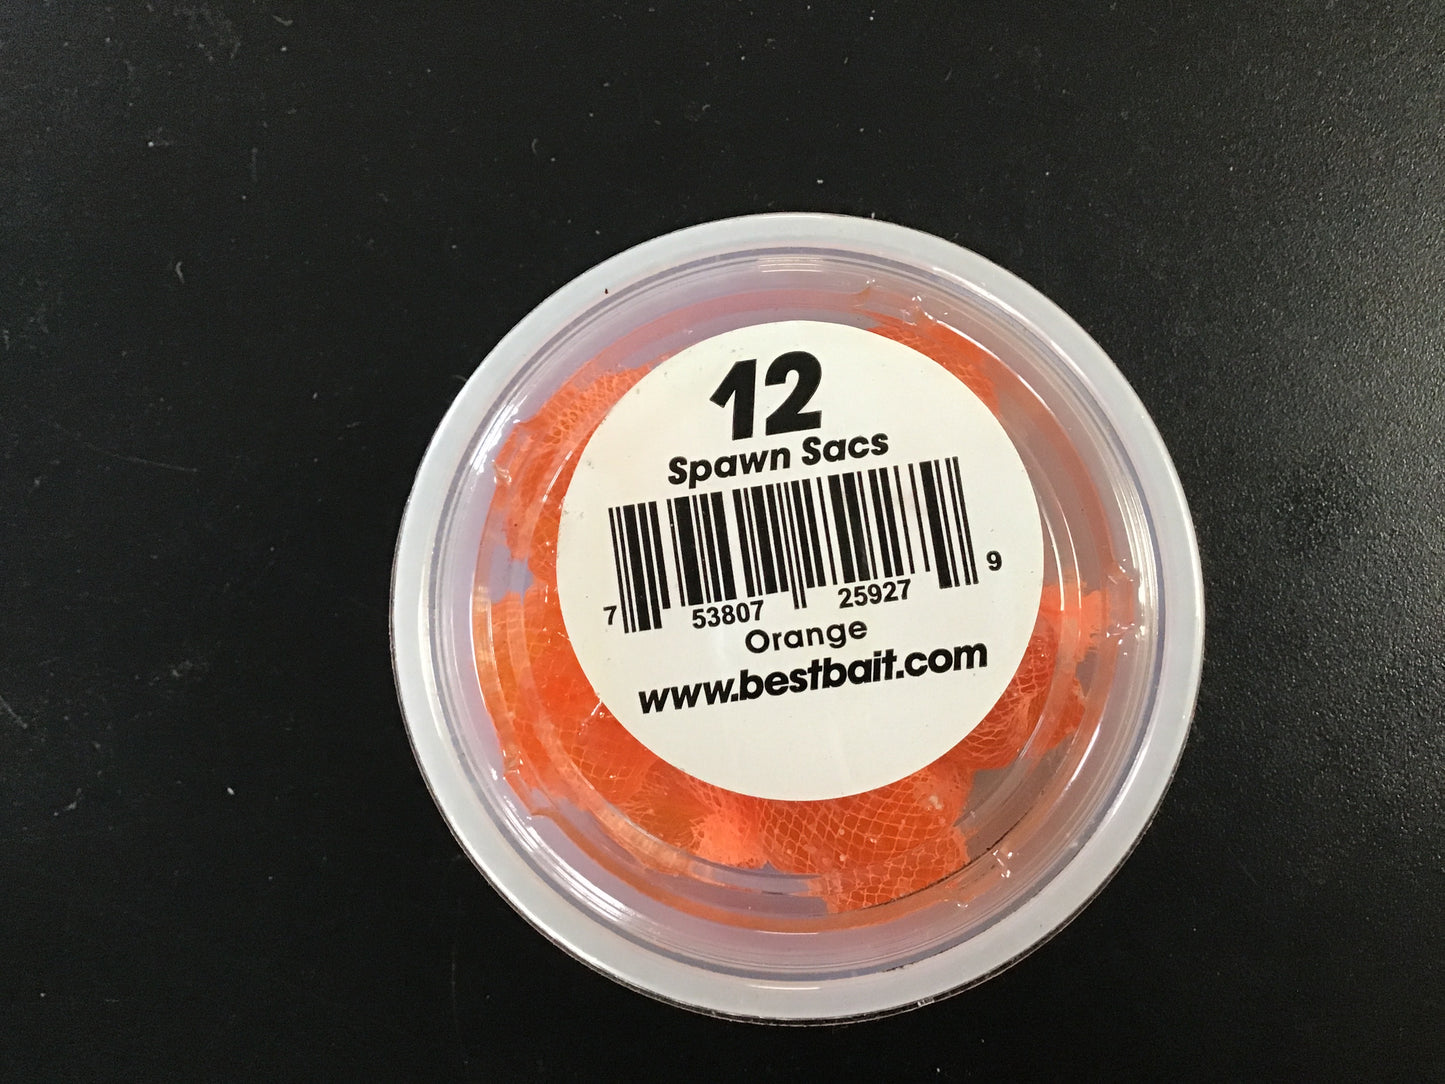 12
Spawn Sacs
7 53807 25927 9
Orange
www.bestbait.com